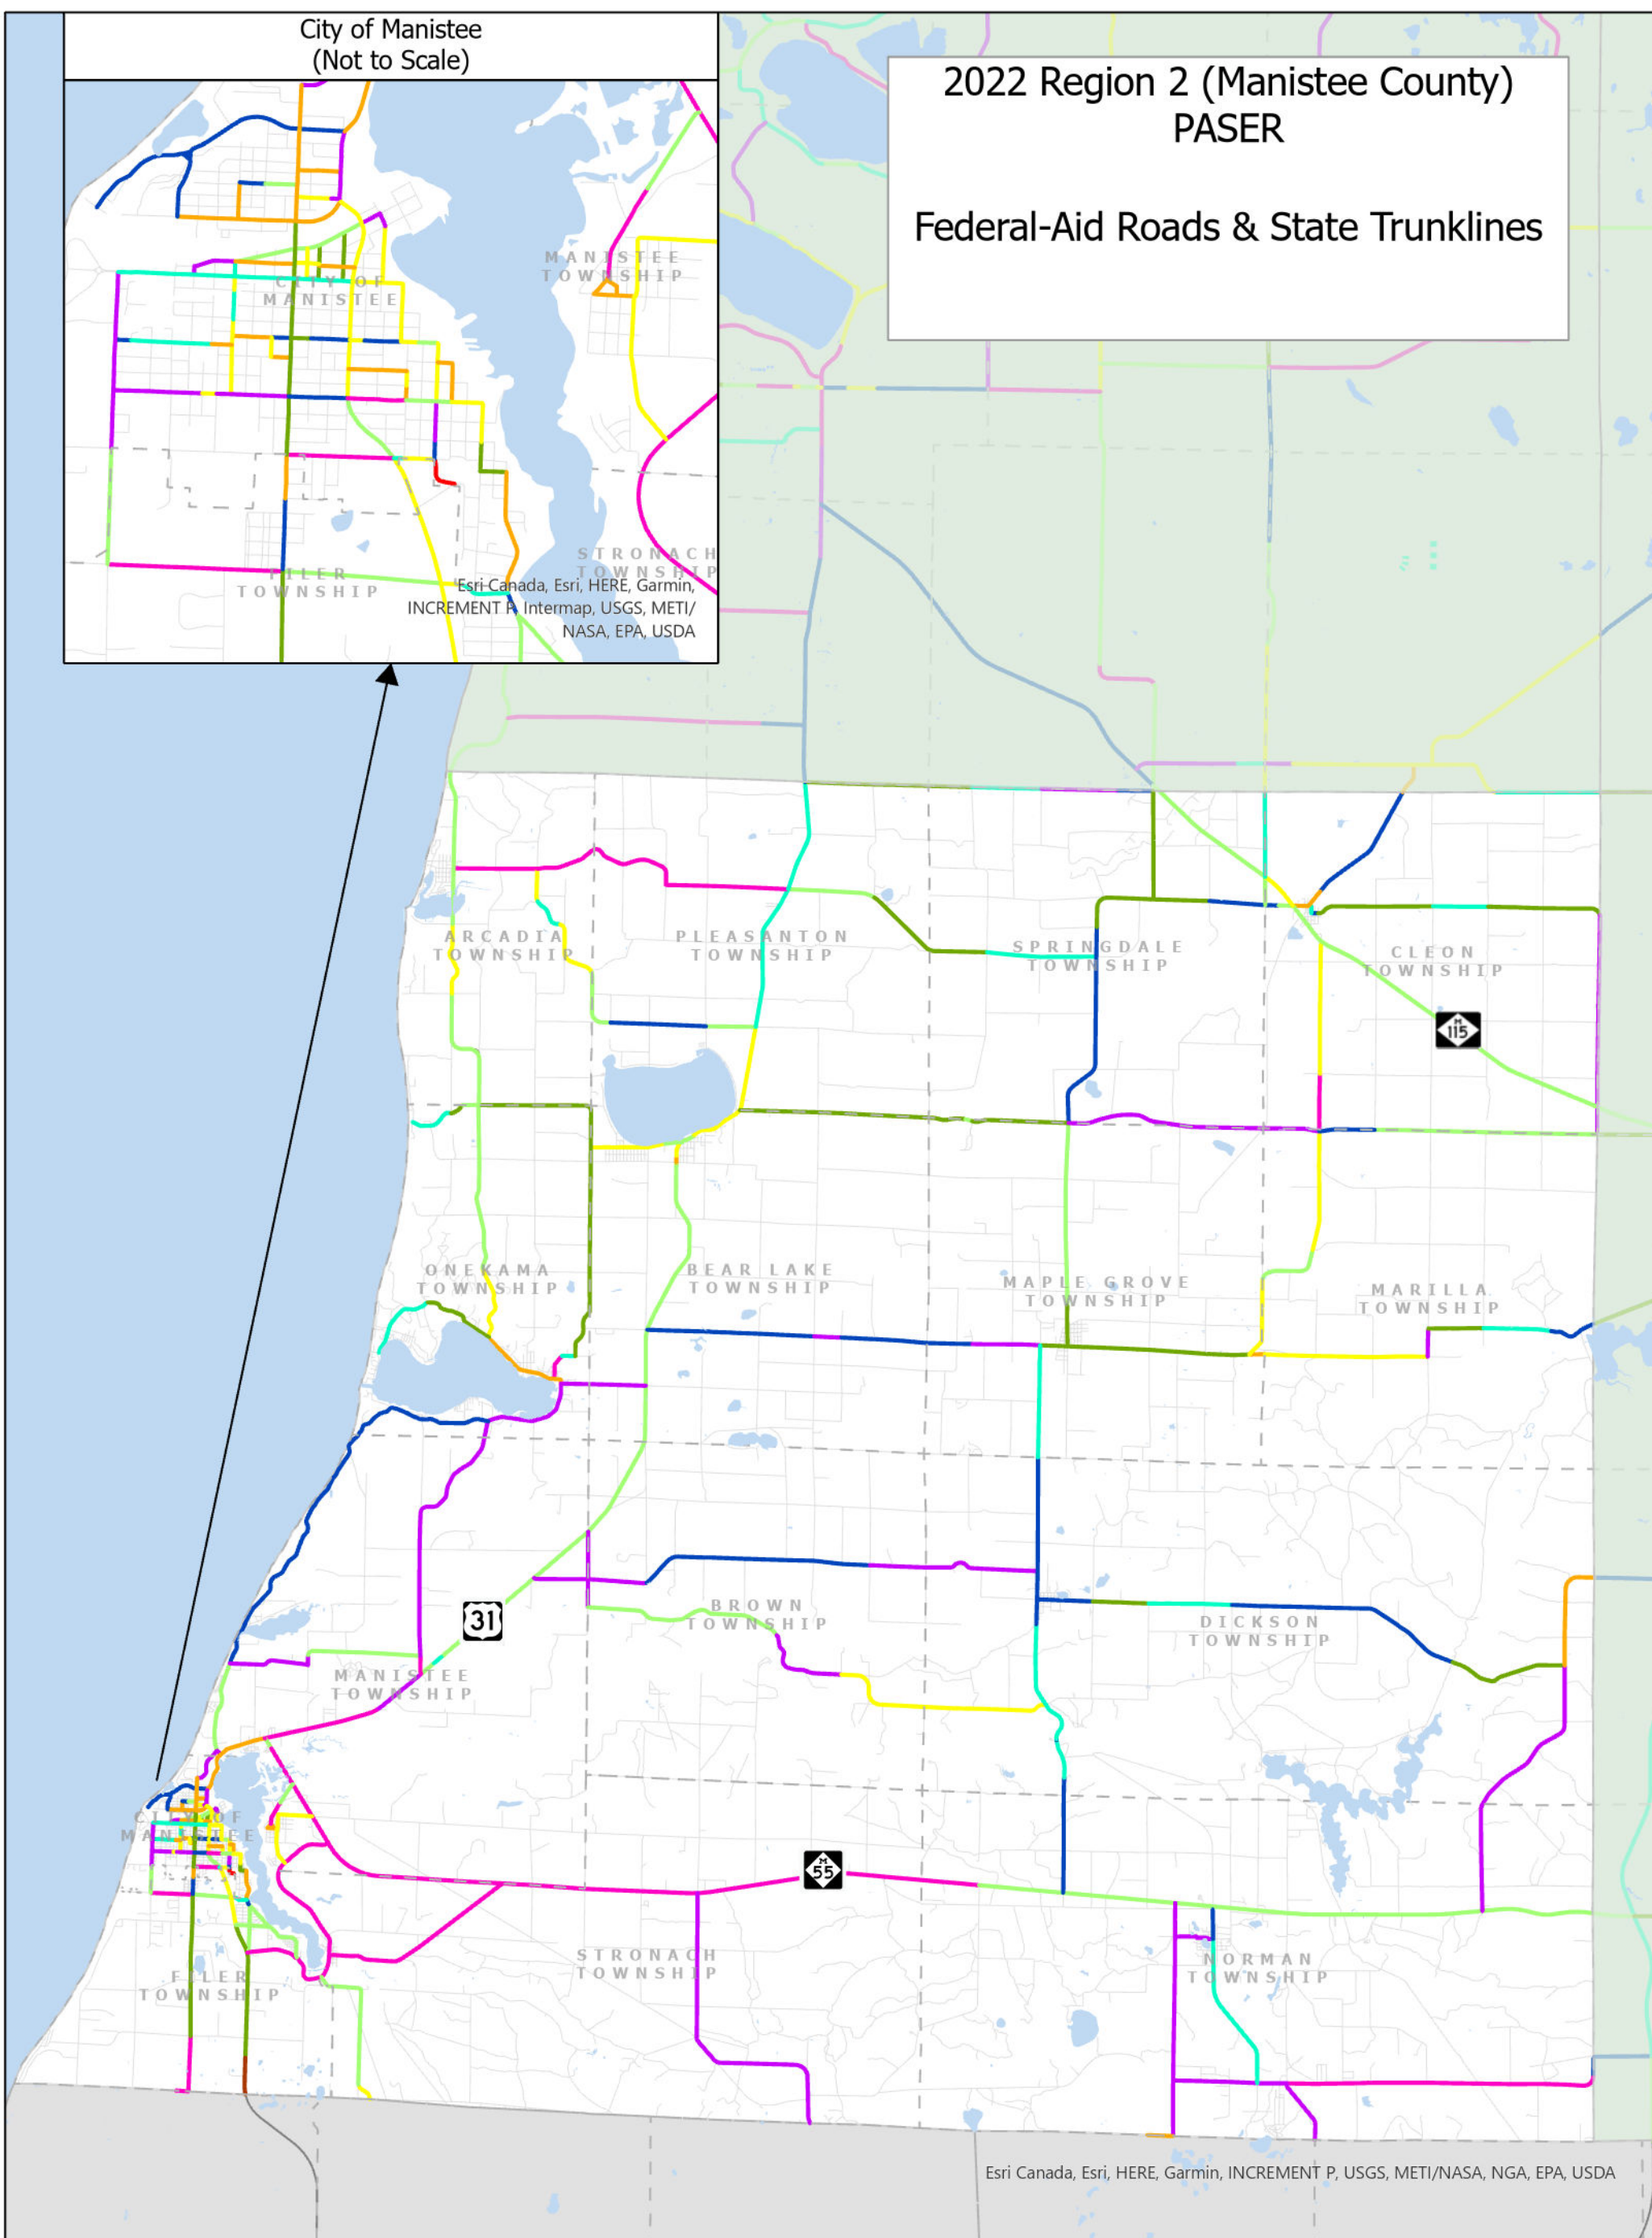 City of Manistee
(Not to Scale)
MANISTEE
TOWNSHIP
CITY OF
MANISTEE
STRONACH
TOWNSHIP
FILER
TOWNSHIP
Esri Canada, Esri, HERE, Garmin,
INCREMENT P, Intermap, USGS, METI/
NASA, EPA, USDA
2022 Region 2 (Manistee County)
PASER
Federal-Aid Roads & State Trunklines
ARCADIA
TOWNSHIP
PLEASANTON
TOWNSHIP
SPRINGDALE
TOWNSHIP
CLEON
TOWNSHIP
M
115
ONEKAMA
TOWNSHIP
BEAR LAKE
TOWNSHIP
MAPLE GROVE
TOWNSHIP
MARILLA
TOWNSHIP
31
BROWN
TOWNSHIP
DICKSON
TOWNSHIP
MANISTEE
TOWNSHIP
CITY OF
MANISTEE
M
55
STRONACH
TOWNSHIP
NORMAN
TOWNSHIP
FILER
TOWNSHIP
Esri Canada, Esri, HERE, Garmin, INCREMENT P, USGS, METI/NASA, NGA, EPA, USDA